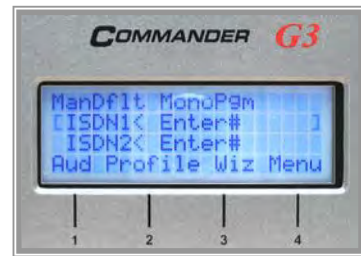 COMMANDER G3
ManDflt MonoPgm
[ISDN1< Enter# ]
ISDN2< Enter#
Aud Profile Wiz Menu
1 2 3 4